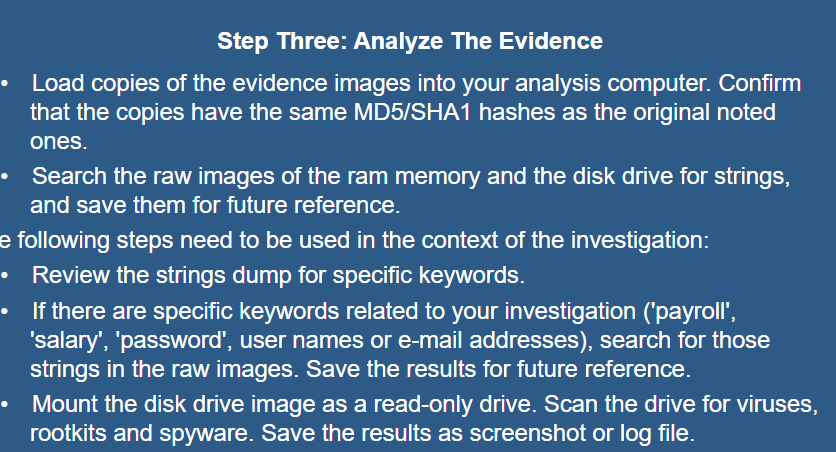 Step Three: Analyze The Evidence
• Load copies of the evidence images into your analysis computer. Confirm
that the copies have the same MD5/SHA1 hashes as the original noted
ones.
• Search the raw images of the ram memory and the disk drive for strings,
and save them for future reference.
e following steps need to be used in the context of the investigation:
• Review the strings dump for specific keywords.
• If there are specific keywords related to your investigation ('payroll',
'salary', 'password', user names or e-mail addresses), search for those
strings in the raw images. Save the results for future reference.
• Mount the disk drive image as a read-only drive. Scan the drive for viruses,
rootkits and spyware. Save the results as screenshot or log file.